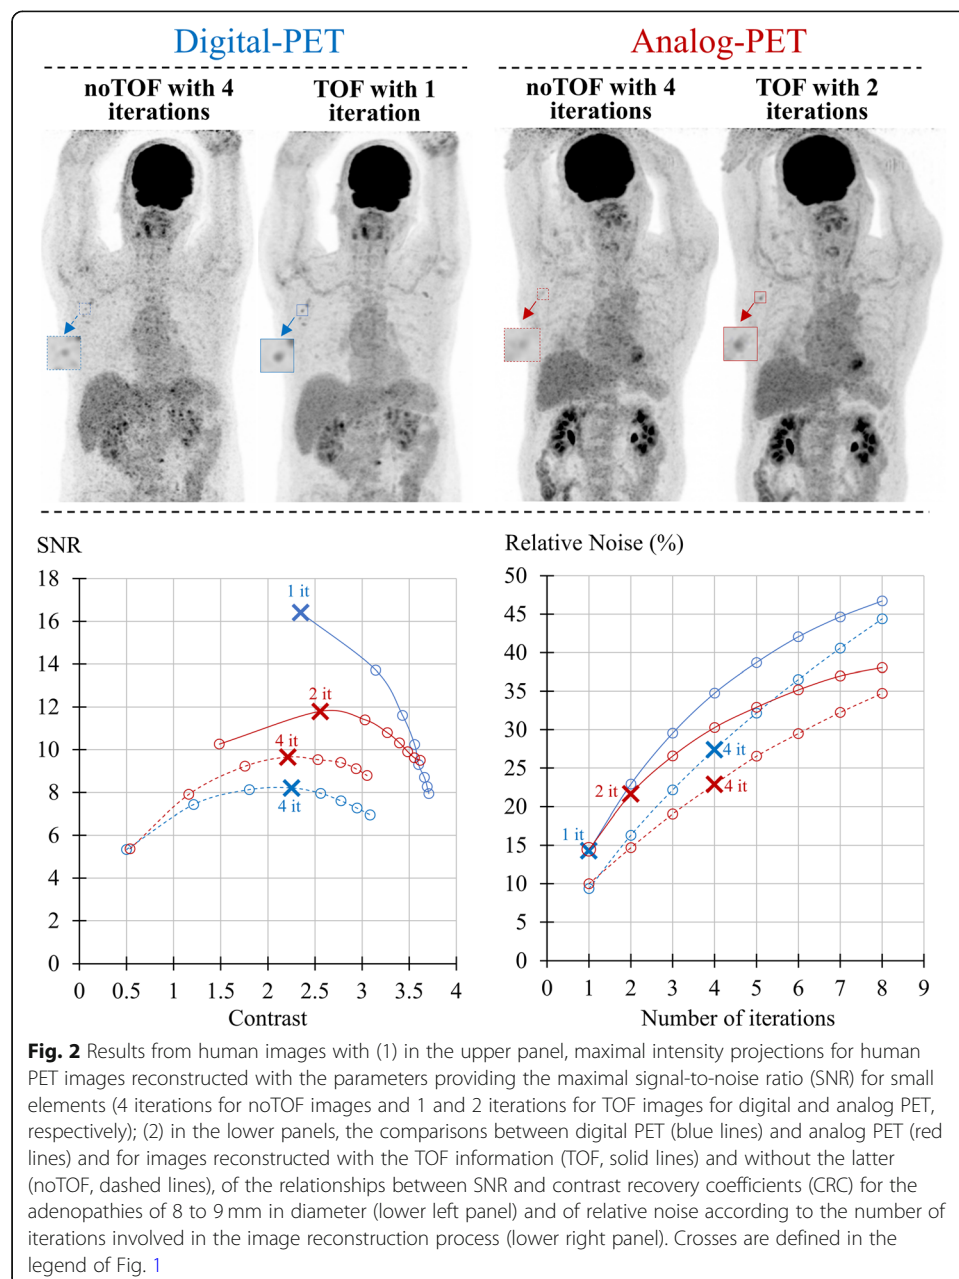 Digital-PET
Analog-PET
noTOF with 4
iterations
TOF with 1
iteration
noTOF with 4
iterations
TOF with 2
iterations
SNR
18
16
14
12
10
8
6
4
2
0
0 0.5 1 1.5 2 2.5 3 3.5 4
Contrast
1 it
2 it
4 it
4 it
Relative Noise (%)
50
45
40
35
30
25
20
15
10
5
0
0 1 2 3 4 5 6 7 8 9
Number of iterations
1 it
2 it
4 it
4 it
Fig. 2 Results from human images with (1) in the upper panel, maximal intensity projections for human
PET images reconstructed with the parameters providing the maximal signal-to-noise ratio (SNR) for small
elements (4 iterations for noTOF images and 1 and 2 iterations for TOF images for digital and analog PET,
respectively); (2) in the lower panels, the comparisons between digital PET (blue lines) and analog PET (red
lines) and for images reconstructed with the TOF information (TOF, solid lines) and without the latter
(noTOF, dashed lines), of the relationships between SNR and contrast recovery coefficients (CRC) for the
adenopathies of 8 to 9 mm in diameter (lower left panel) and of relative noise according to the number of
iterations involved in the image reconstruction process (lower right panel). Crosses are defined in the
legend of Fig. 1